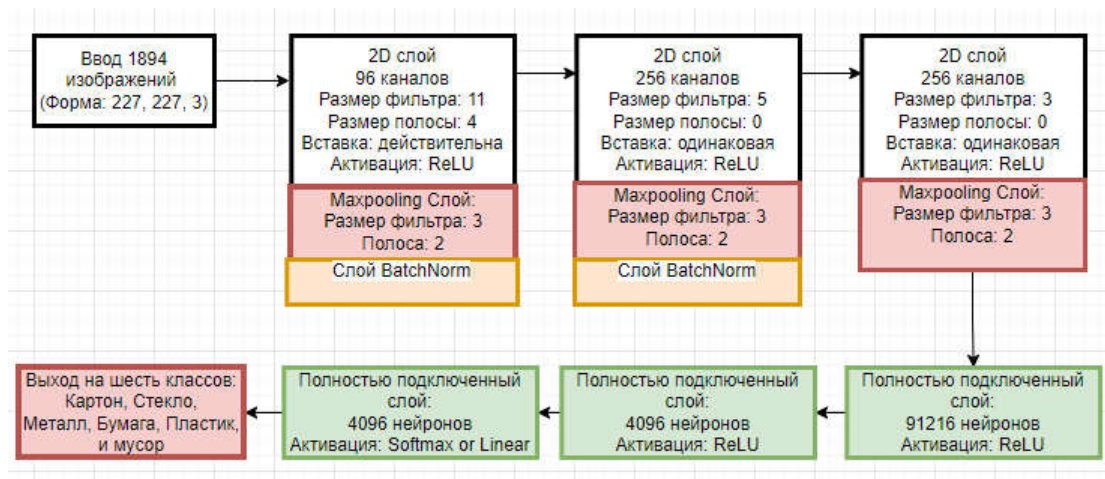 Ввод 1894
изображений
(Форма: 227, 227, 3)
2D слой
96 каналов
Размер фильтра: 11
Размер полосы: 4
Вставка: действительна
Активация: ReLU
Maxpooling Слой:
Размер фильтра: 3
Полоса: 2
Слой BatchNorm
2D слой
256 каналов
Размер фильтра: 5
Размер полосы: 0
Вставка: одинаковая
Активация: ReLU
Maxpooling Слой:
Размер фильтра: 3
Полоса: 2
Слой BatchNorm
2D слой
256 каналов
Размер фильтра: 3
Размер полосы: 0
Вставка: одинаковая
Активация: ReLU
Maxpooling Слой:
Размер фильтра: 3
Полоса: 2
Полностью подключенный
слой:
91216 нейронов
Активация: ReLU
Полностью подключенный
слой:
4096 нейронов
Активация: ReLU
Полностью подключенный
слой:
4096 нейронов
Активация: Softmax or Linear
Выход на шесть классов:
Картон, Стекло,
Металл, Бумага, Пластик,
и мусор